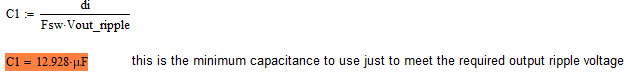 C1 := di
Fsw·Vout_ripple
C1 = 12.928·μF this is the minimum capacitance to use just to meet the required output ripple voltage